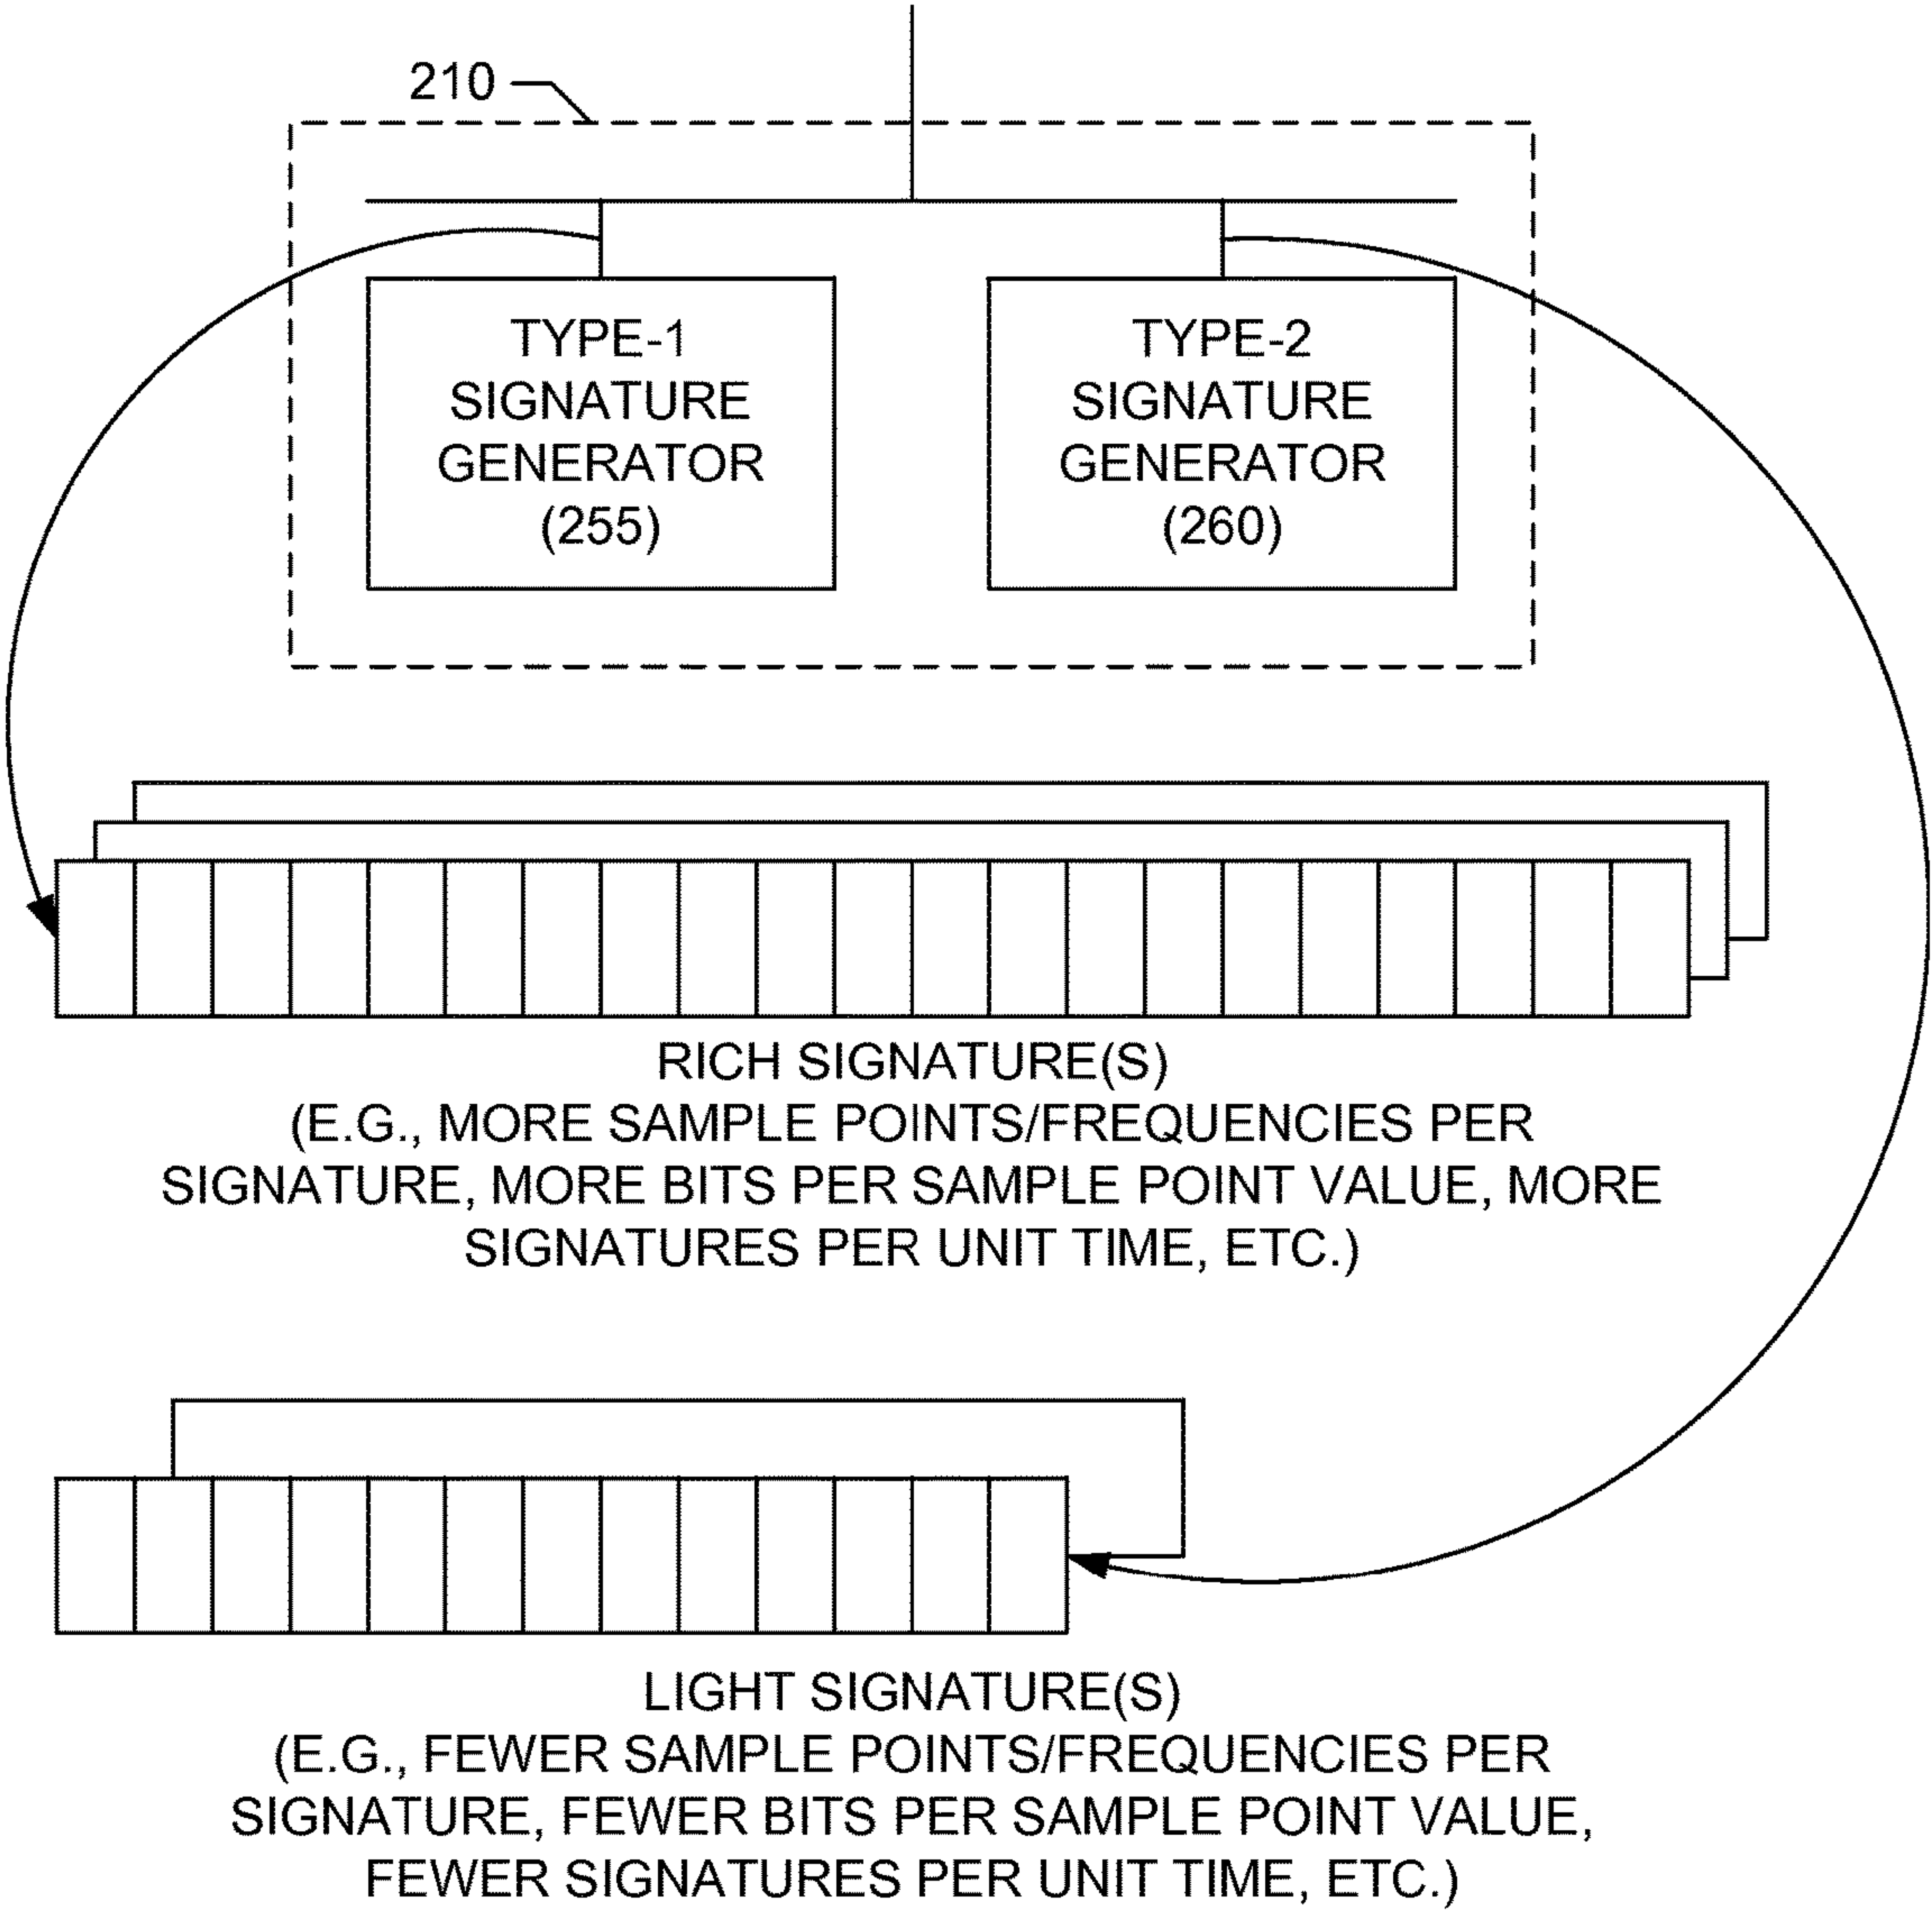 210
TYPE-1
SIGNATURE
GENERATOR
(255)
TYPE-2
SIGNATURE
GENERATOR
(260)
RICH SIGNATURE(S)
(E.G., MORE SAMPLE POINTS/FREQUENCIES PER
SIGNATURE, MORE BITS PER SAMPLE POINT VALUE, MORE
SIGNATURES PER UNIT TIME, ETC.)
LIGHT SIGNATURE(S)
(E.G., FEWER SAMPLE POINTS/FREQUENCIES PER
SIGNATURE, FEWER BITS PER SAMPLE POINT VALUE,
FEWER SIGNATURES PER UNIT TIME, ETC.)